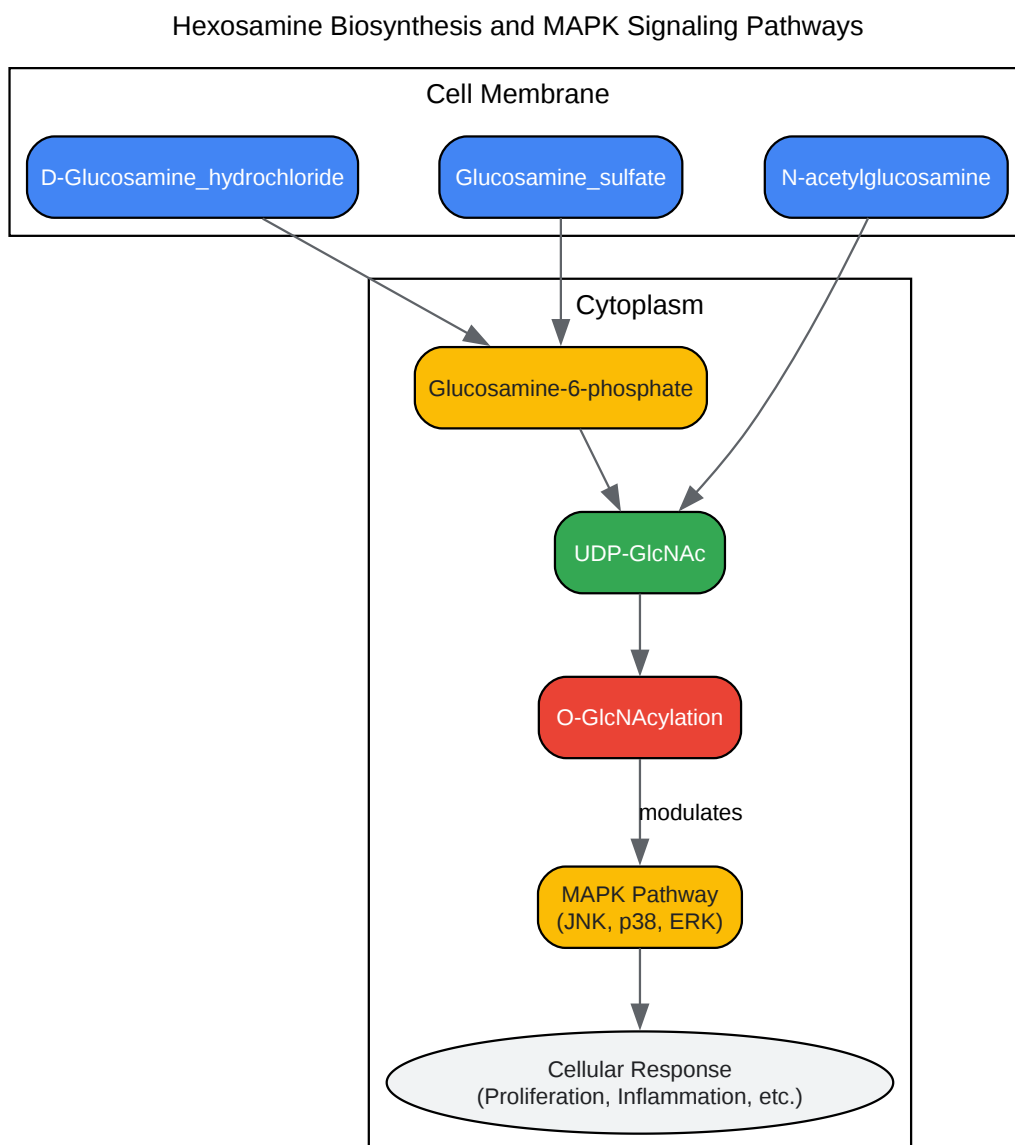 Hexosamine Biosynthesis and MAPK Signaling Pathways
Cell Membrane
D-Glucosamine_hydrochloride
Glucosamine_sulfate
N-acetylglucosamine
Cytoplasm
Glucosamine-6-phosphate
UDP-GlcNAc
O-GlcNAcylation
modulates
MAPK Pathway
(JNK, p38, ERK)
Cellular Response
(Proliferation, Inflammation, etc.)